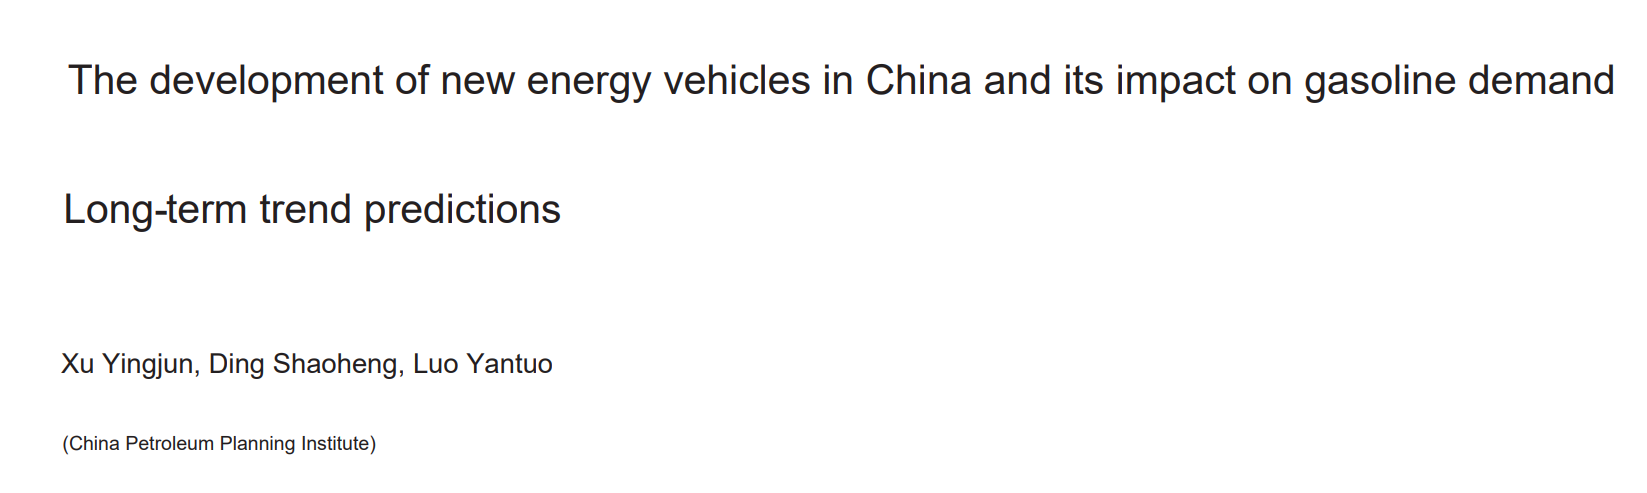 The development of new energy vehicles in China and its impact on gasoline demand
Long-term trend predictions
Xu Yingjun, Ding Shaoheng, Luo Yantuo
(China Petroleum Planning Institute)